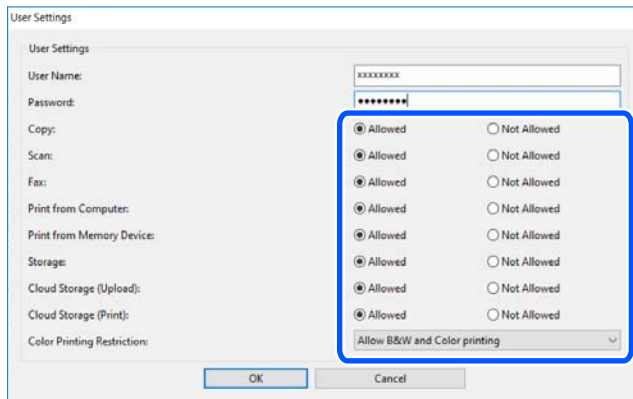 User Settings
User Settings
User Name: xxxxxxxx
Password: ●●●●●●●●
Copy: Allowed Not Allowed
Scan: Allowed Not Allowed
Fax: Allowed Not Allowed
Print from Computer: Allowed Not Allowed
Print from Memory Device: Allowed Not Allowed
Storage: Allowed Not Allowed
Cloud Storage (Upload): Allowed Not Allowed
Cloud Storage (Print): Allowed Not Allowed
Color Printing Restriction: Allow B&W and Color printing
OK Cancel